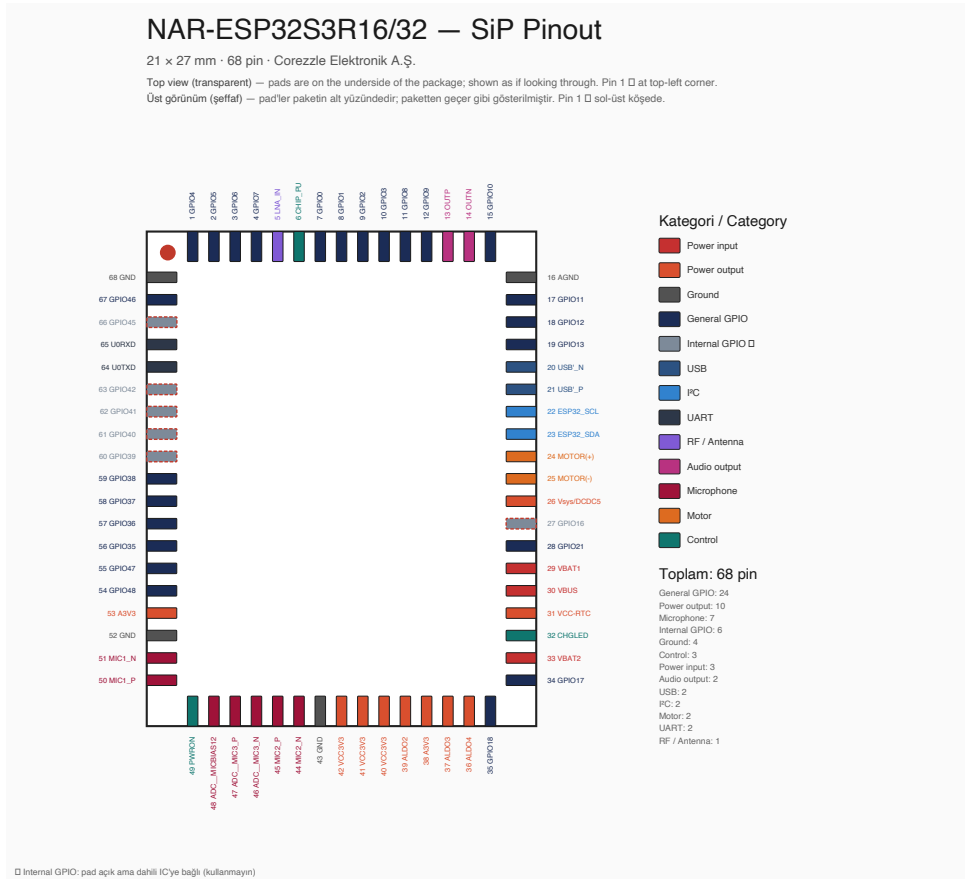 NAR-ESP32S3R16/32 — SiP Pinout
21 × 27 mm · 68 pin · Corezzle Elektronik A.Ş.
Top view (transparent) — pads are on the underside of the package; shown as if looking through. Pin 1 □ at top-left corner.
Üst görünüm (şeffaf) — pad'ler paketin alt yüzündedir; paketten geçer gibi gösterilmiştir. Pin 1 □ sol-üst köşede.
1 GPIO4
2 GPIO5
3 GPIO6
4 GPIO7
5 LNA_IN
6 CHIP_PU
7 GPIO0
8 GPIO1
9 GPIO2
10 GPIO3
11 GPIO8
12 GPIO9
13 OUTP
14 OUTN
15 GPIO10
68 GND
67 GPIO46
66 GPIO45
65 U0RXD
64 U0TXD
63 GPIO42
62 GPIO41
61 GPIO40
60 GPIO39
59 GPIO38
58 GPIO37
57 GPIO36
56 GPIO35
55 GPIO47
54 GPIO48
53 A3V3
52 GND
51 MIC1_N
50 MIC1_P
16 AGND
17 GPIO11
18 GPIO12
19 GPIO13
20 USB'_N
21 USB'_P
22 ESP32_SCL
23 ESP32_SDA
24 MOTOR(+)
25 MOTOR(-)
26 Vsys/DCDC5
27 GPIO16
28 GPIO21
29 VBAT1
30 VBUS
31 VCC-RTC
32 CHGLED
33 VBAT2
34 GPIO17
49 PWRON
48 ADC__MICBIAS12
47 ADC__MIC3_P
46 ADC__MIC3_N
45 MIC2_P
44 MIC2_N
43 GND
42 VCC3V3
41 VCC3V3
40 VCC3V3
39 ALDO2
38 A3V3
37 ALDO3
36 ALDO4
35 GPIO18
Kategori / Category
Power input
Power output
Ground
General GPIO
Internal GPIO □
USB
I²C
UART
RF / Antenna
Audio output
Microphone
Motor
Control
Toplam: 68 pin
General GPIO: 24
Power output: 10
Microphone: 7
Internal GPIO: 6
Ground: 4
Control: 3
Power input: 3
Audio output: 2
USB: 2
I²C: 2
Motor: 2
UART: 2
RF / Antenna: 1
□ Internal GPIO: pad açık ama dahili IC'ye bağlı (kullanmayın)